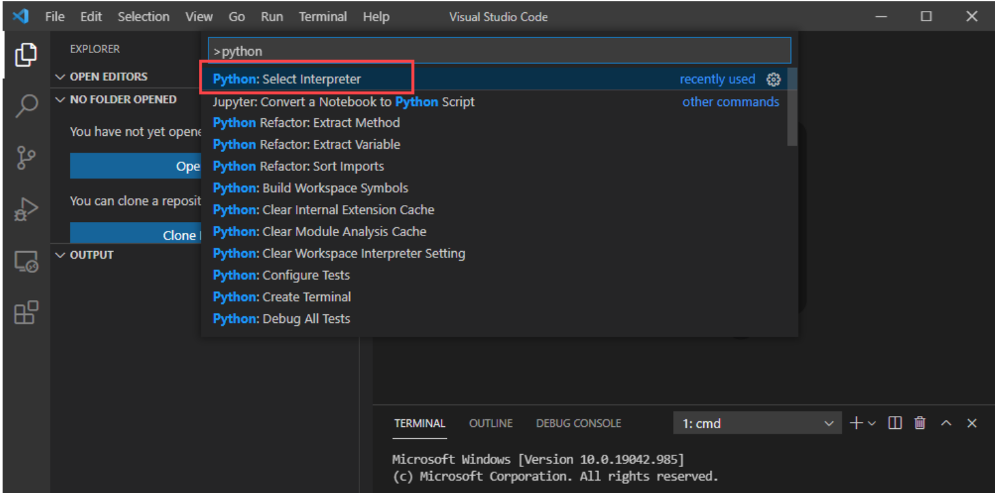 File Edit Selection View Go Run Terminal Help Visual Studio Code
EXPLORER
OPEN EDITORS
NO FOLDER OPENED
You have not yet
Clone
You can clone a
OUTPUT
>python
Python: Select Interpreter recently used
Jupyter: Convert a Notebook to Python Script other commands
Python Refactor: Extract Method
Python Refactor: Extract Variable
Python Refactor: Sort Imports
Python: Build Workspace Symbols
Python: Clear Internal Extension Cache
Python: Clear Module Analysis Cache
Python: Clear Workspace Interpreter Setting
Python: Configure Tests
Python: Create Terminal
Python: Debug All Tests
TERMINAL OUTLINE DEBUG CONSOLE 1: cmd
Microsoft Windows [Version 10.0.19042.985]
(c) Microsoft Corporation. All rights reserved.